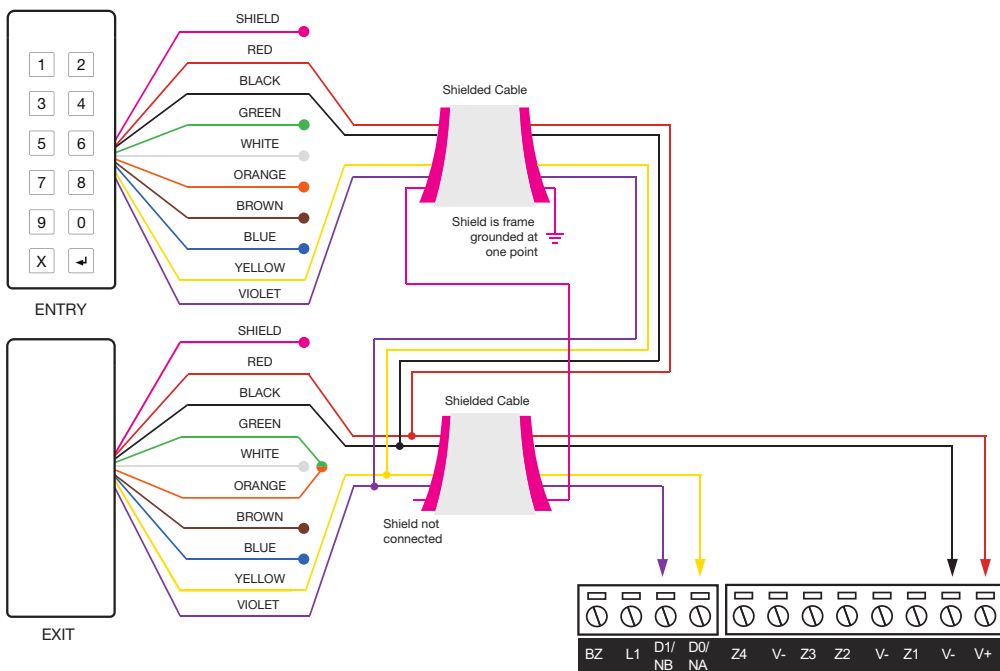 SHIELD
RED
BLACK
GREEN
WHITE
ORANGE
BROWN
BLUE
YELLOW
VIOLET
1 2
3 4
5 6
7 8
9 0
X ↵
ENTRY
Shielded Cable
Shield is frame
grounded at
one point
SHIELD
RED
BLACK
GREEN
WHITE
ORANGE
BROWN
BLUE
YELLOW
VIOLET
EXIT
Shielded Cable
Shield not
connected
BZ L1 D1/ D0/ Z4 V- Z3 Z2 V- Z1 V- V+
NB NA